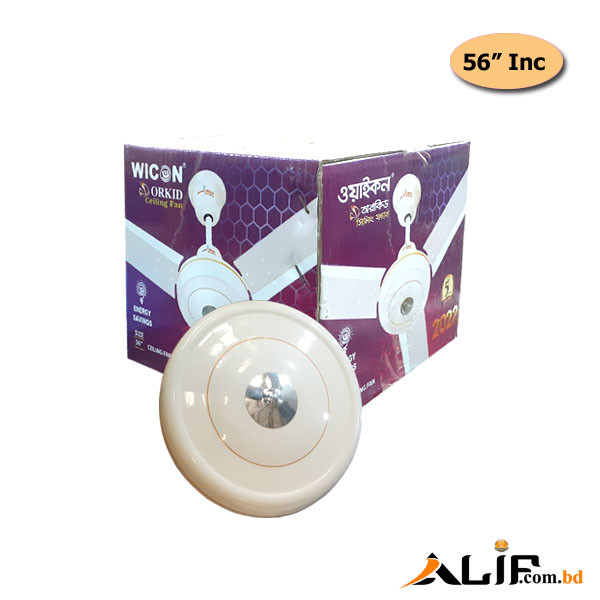 56” Inc
WICON®
ORKID
Ceiling Fan
ENERGY
SAVINGS
SIZE
56"
CEILING FAN
ওয়াইকন®
অরকিড
সিলিং ফ্যান
5
2022
ALIF.com.bd